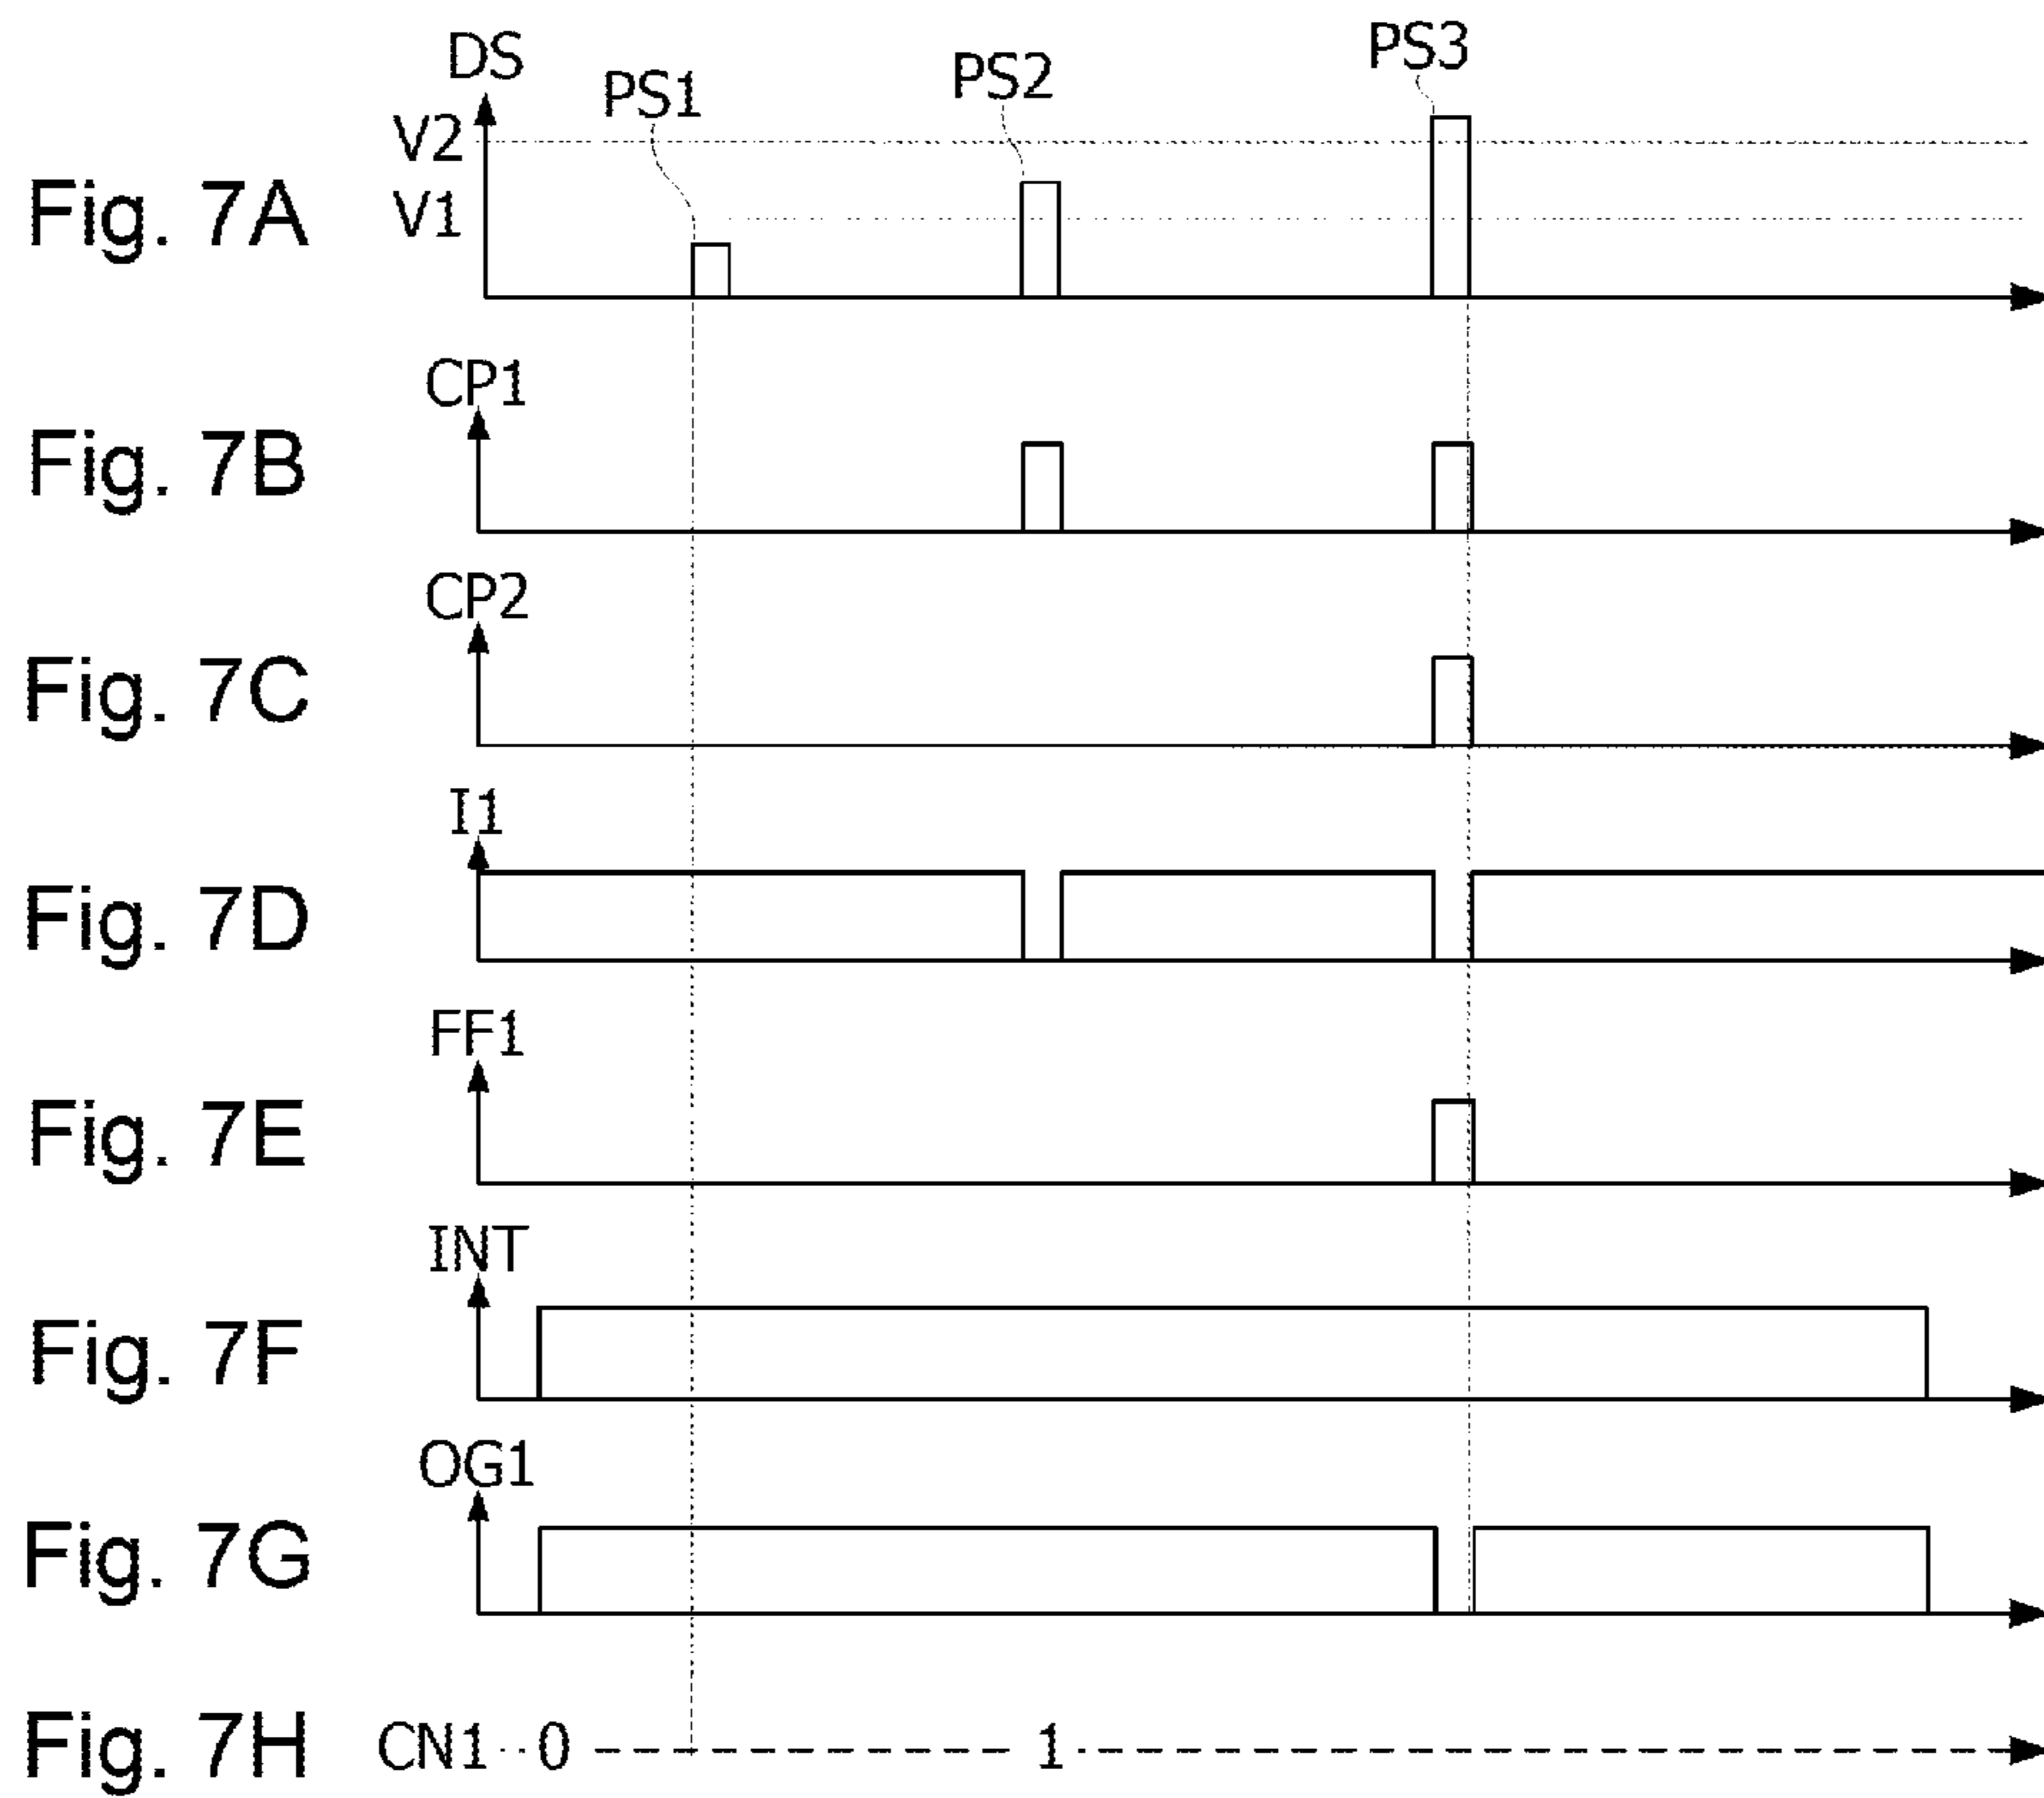 DS
PS1
PS2
PS3
V2
V1
Fig. 7A
CP1
Fig. 7B
CP2
Fig. 7C
I1
Fig. 7D
FF1
Fig. 7E
INT
Fig. 7F
OG1
Fig. 7G
Fig. 7H CN1 0 1